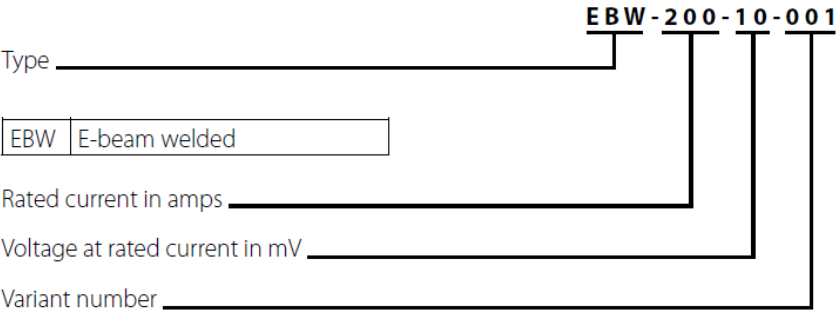 EBW-200-10-001
Type
EBW E-beam welded
Rated current in amps
Voltage at rated current in mV
Variant number